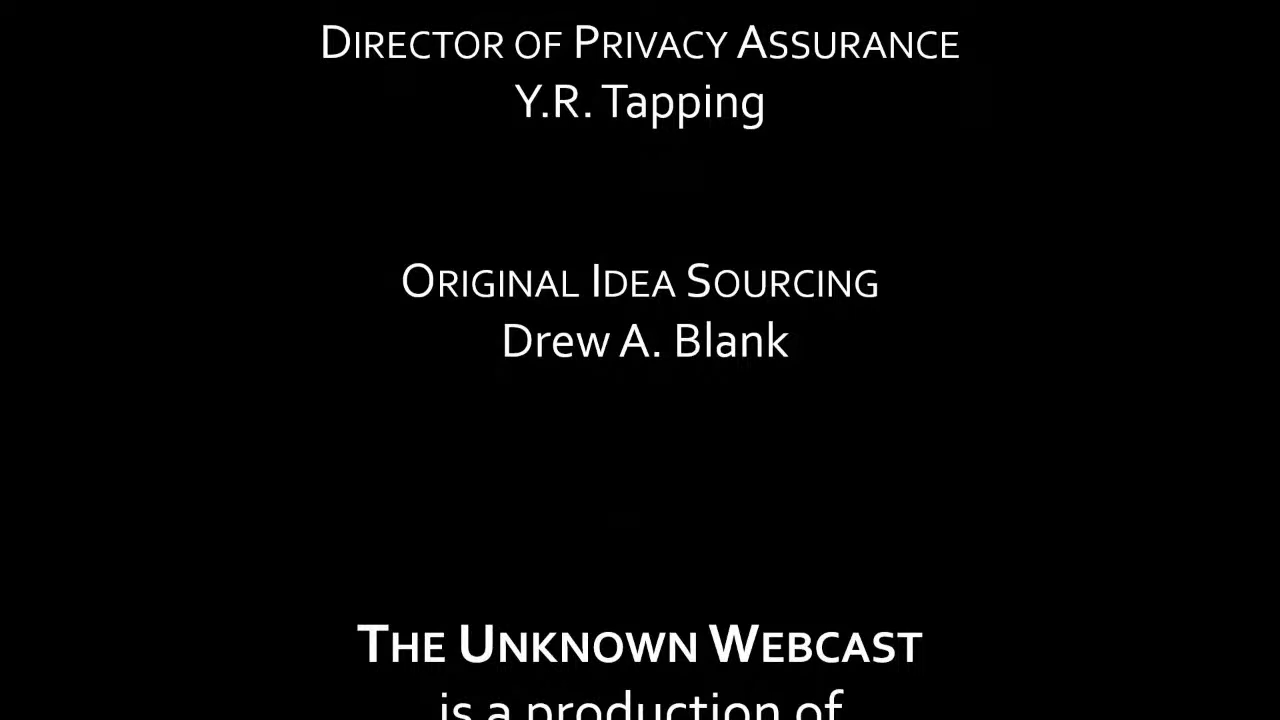 DIRECTOR OF PRIVACY ASSURANCE
Y.R. Tapping
ORIGINAL IDEA SOURCING
Drew A. Blank
THE UNKNOWN WEBCAST
is a production of